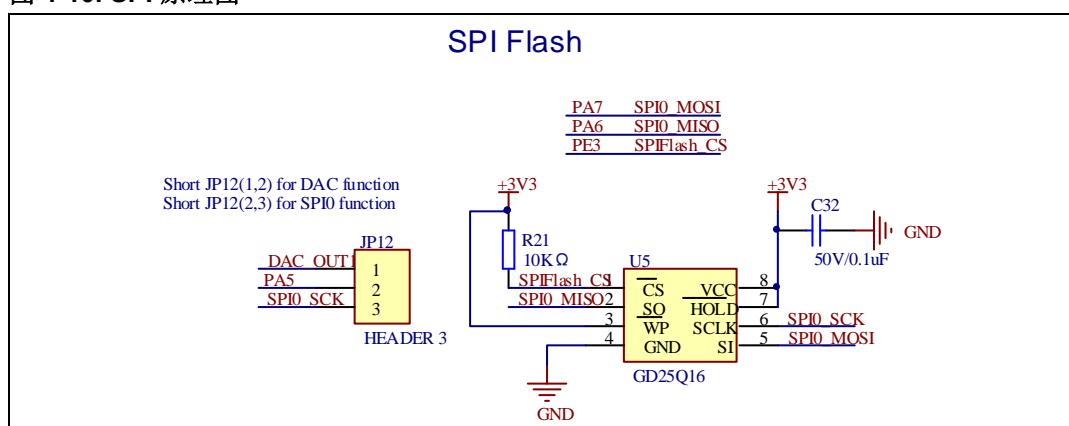 SPI Flash
PA7 SPI0_MOSI
PA6 SPI0_MISO
PE3 SPIFlash_CS
Short JP12(1,2) for DAC function
Short JP12(2,3) for SPI0 function
+3V3
+3V3
C32
GND
50V/0.1uF
R21
10KΩ
JP12
DAC_OUT1 1
PA5 2
SPI0_SCK 3
HEADER 3
U5
SPIFlash_CS 1 CS VCC 8
SPI0_MISO 2 SO HOLD 7
3 WP SCLK 6 SPI0_SCK
4 GND SI 5 SPI0_MOSI
GD25Q16
GND